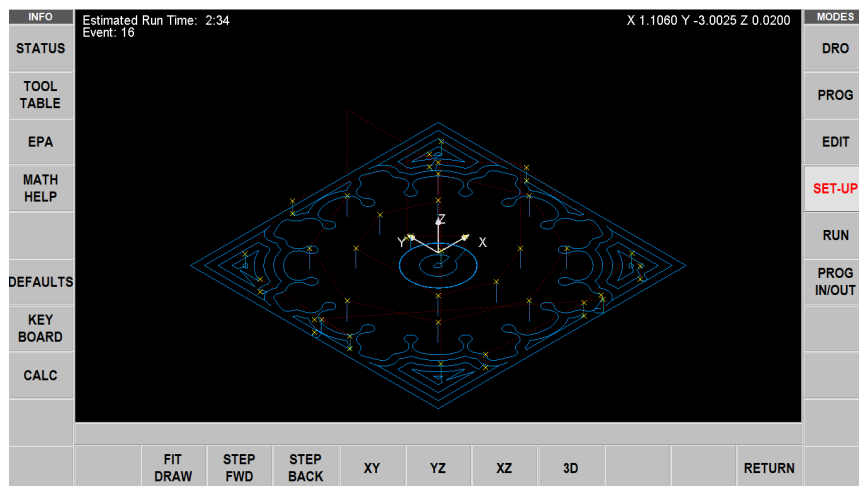 INFO
Estimated Run Time: 2:34
Event: 16
X 1.1060 Y -3.0025 Z 0.0200
MODES
STATUS
TOOL
TABLE
EPA
MATH
HELP
DEFAULTS
KEY
BOARD
CALC
Z
Y
X
DRO
PROG
EDIT
SET-UP
RUN
PROG
IN/OUT
FIT
DRAW
STEP
FWD
STEP
BACK
XY
YZ
XZ
3D
RETURN